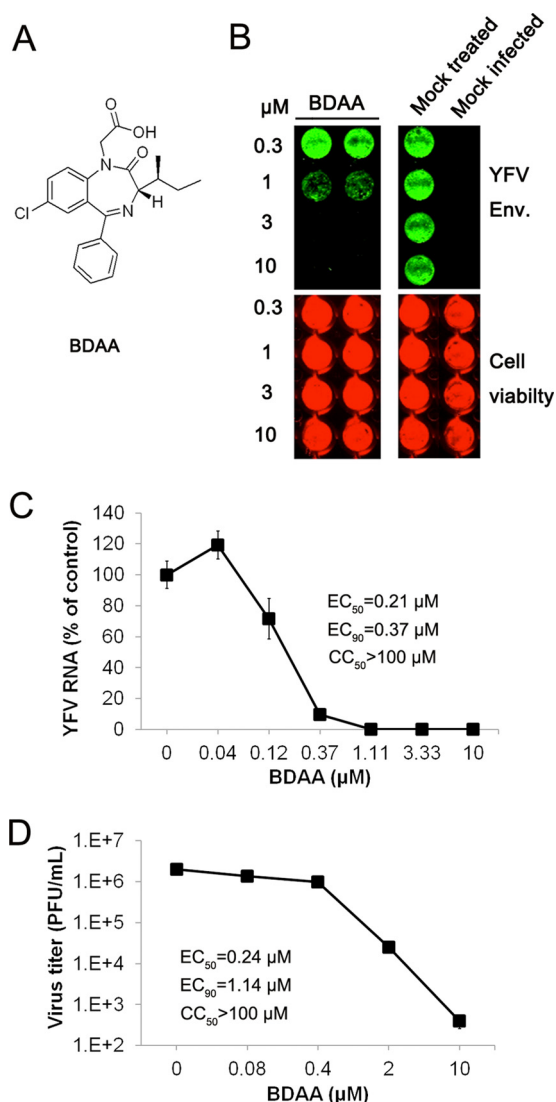 A
O
OH
N
O
H
N
Cl
BDAA
B
Mock treated
Mock infected
µM
BDAA
0.3
1
3
10
YFV
Env.
0.3
1
3
10
Cell
viabilty
C
YFV RNA (% of control)
140
120
100
80
60
40
20
0
EC50=0.21 µM
EC90=0.37 µM
CC50>100 µM
0 0.04 0.12 0.37 1.11 3.33 10
BDAA (µM)
D
Virus titer (PFU/mL)
1.E+7
1.E+6
1.E+5
1.E+4
1.E+3
1.E+2
EC50=0.24 µM
EC90=1.14 µM
CC50>100 µM
0 0.08 0.4 2 10
BDAA (µM)